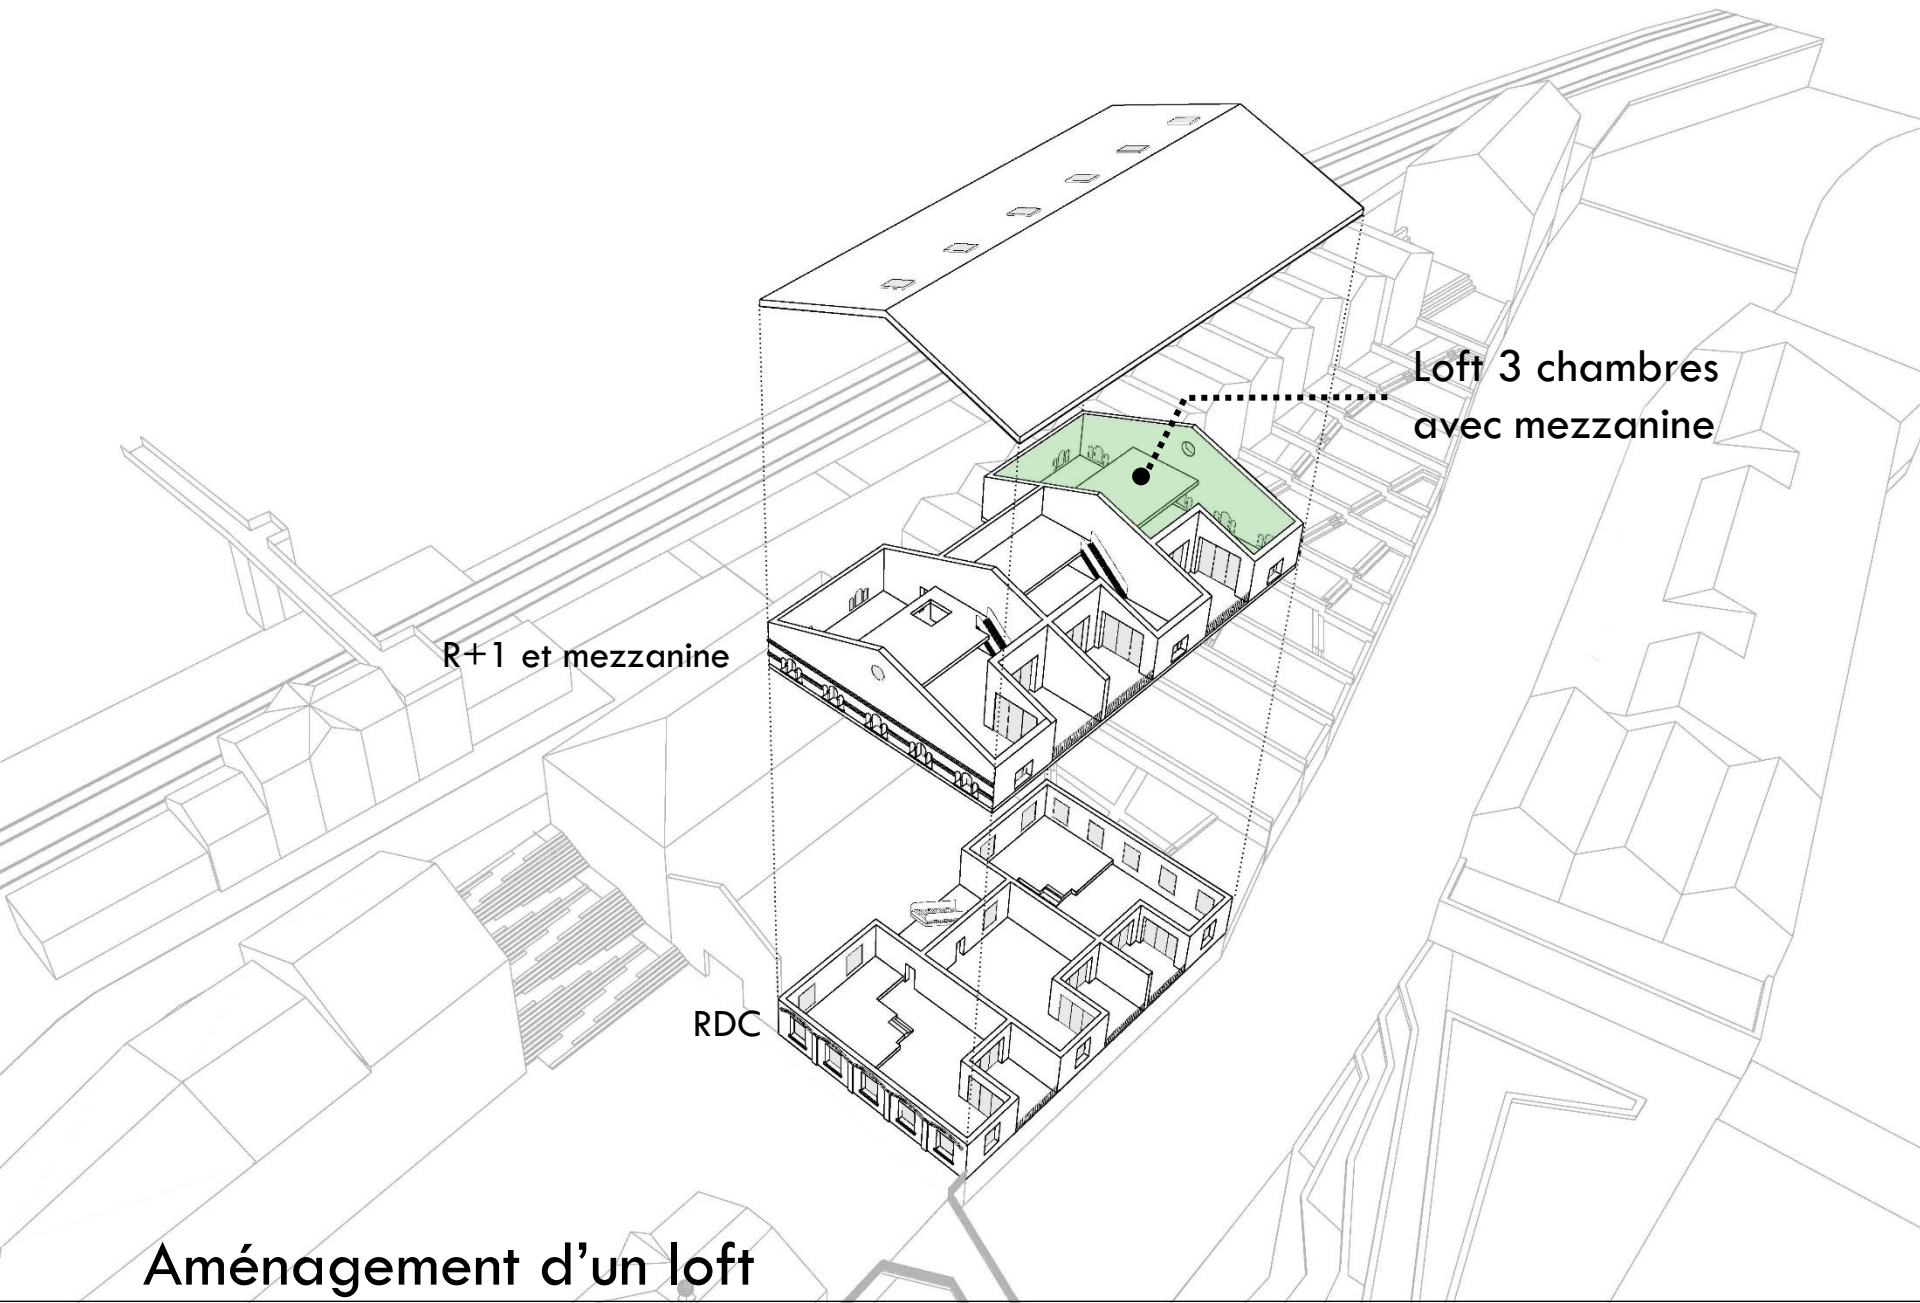 Loft 3 chambres
avec mezzanine
R+1 et mezzanine
RDC
Aménagement d’un loft